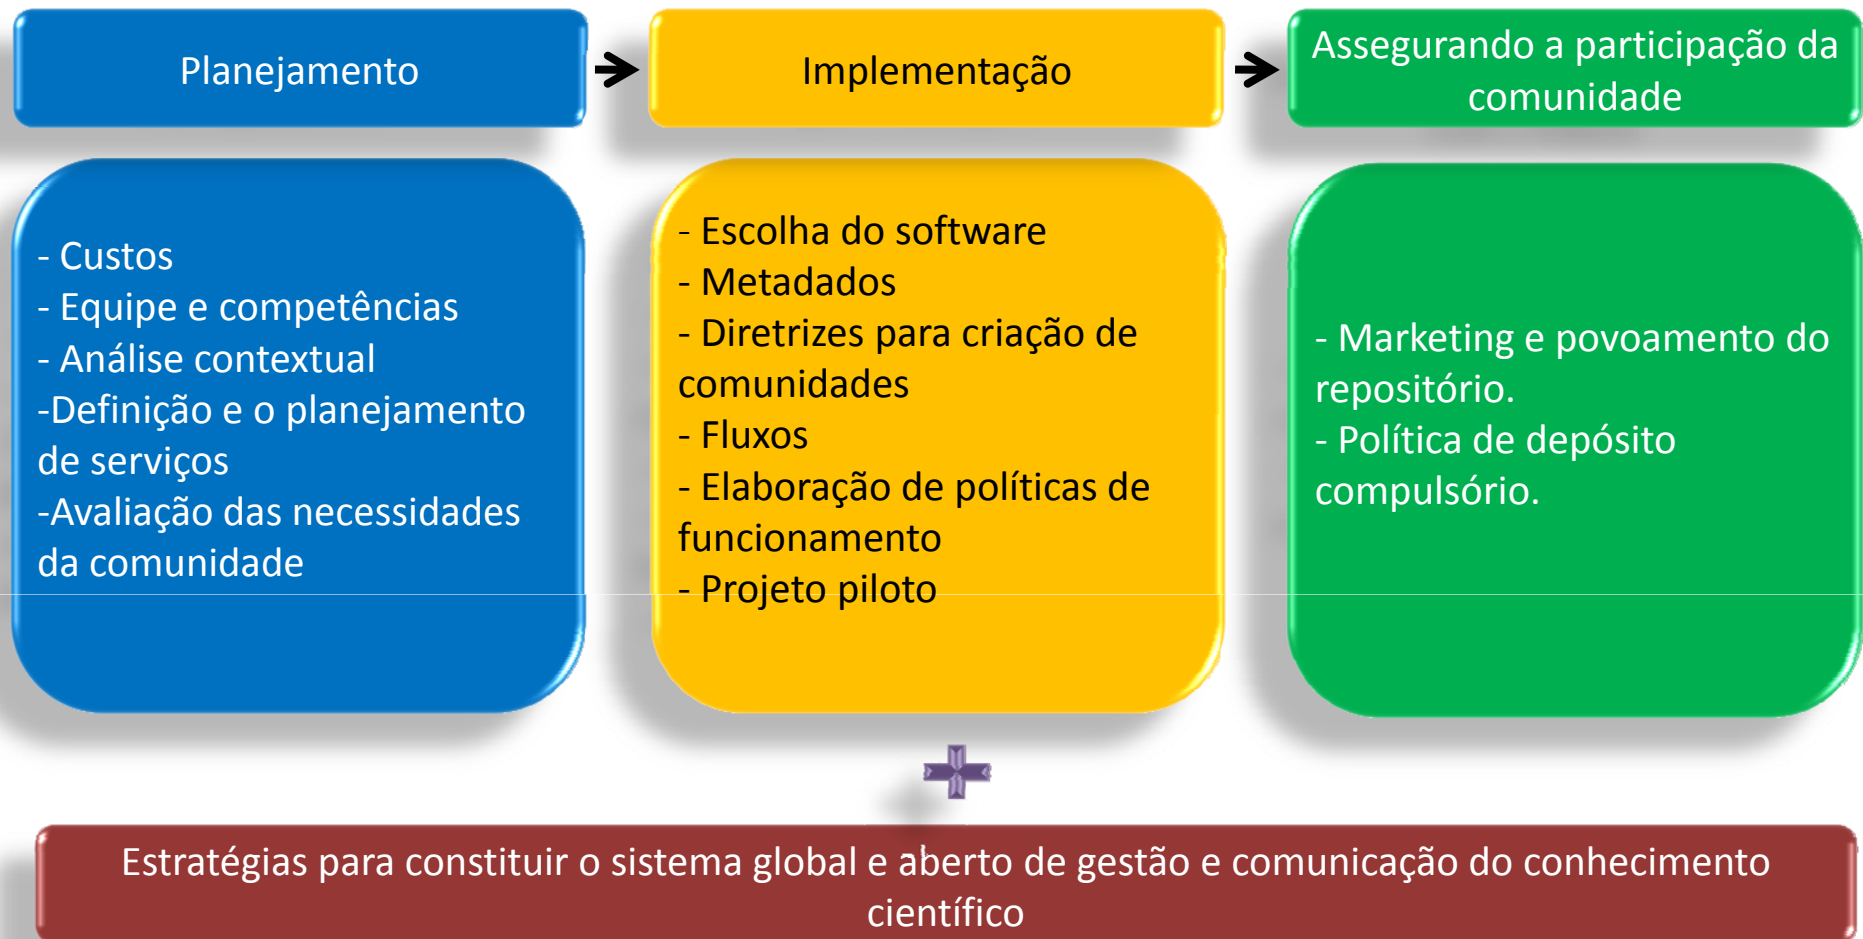 Planejamento
Implementação
Assegurando a participação da
comunidade
- Custos
- Equipe e competências
- Análise contextual
-Definição e o planejamento
de serviços
-Avaliação das necessidades
da comunidade
- Escolha do software
- Metadados
- Diretrizes para criação de
comunidades
- Fluxos
- Elaboração de políticas de
funcionamento
- Projeto piloto
- Marketing e povoamento do
repositório.
- Política de depósito
compulsório.
Estratégias para constituir o sistema global e aberto de gestão e comunicação do conhecimento
científico